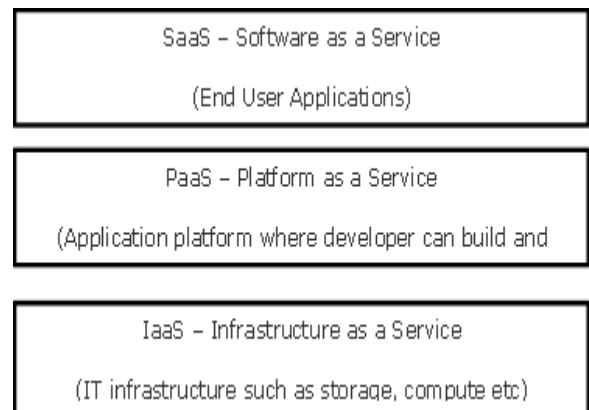 SaaS – Software as a Service
(End User Applications)
PaaS – Platform as a Service
(Application platform where developer can build and
IaaS – Infrastructure as a Service
(IT infrastructure such as storage, compute etc)